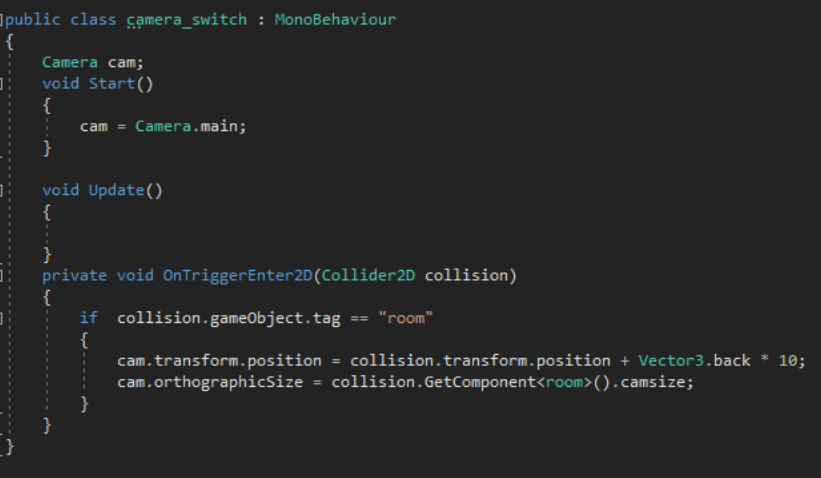 public class camera_switch : MonoBehaviour
{
    Camera cam;
    void Start()
    {
        cam = Camera.main;
    }

    void Update()
    {

    }
    private void OnTriggerEnter2D(Collider2D collision)
    {
        if  collision.gameObject.tag == "room"
        {
            cam.transform.position = collision.transform.position + Vector3.back * 10;
            cam.orthographicSize = collision.GetComponent<room>().camsize;
        }
    }
}